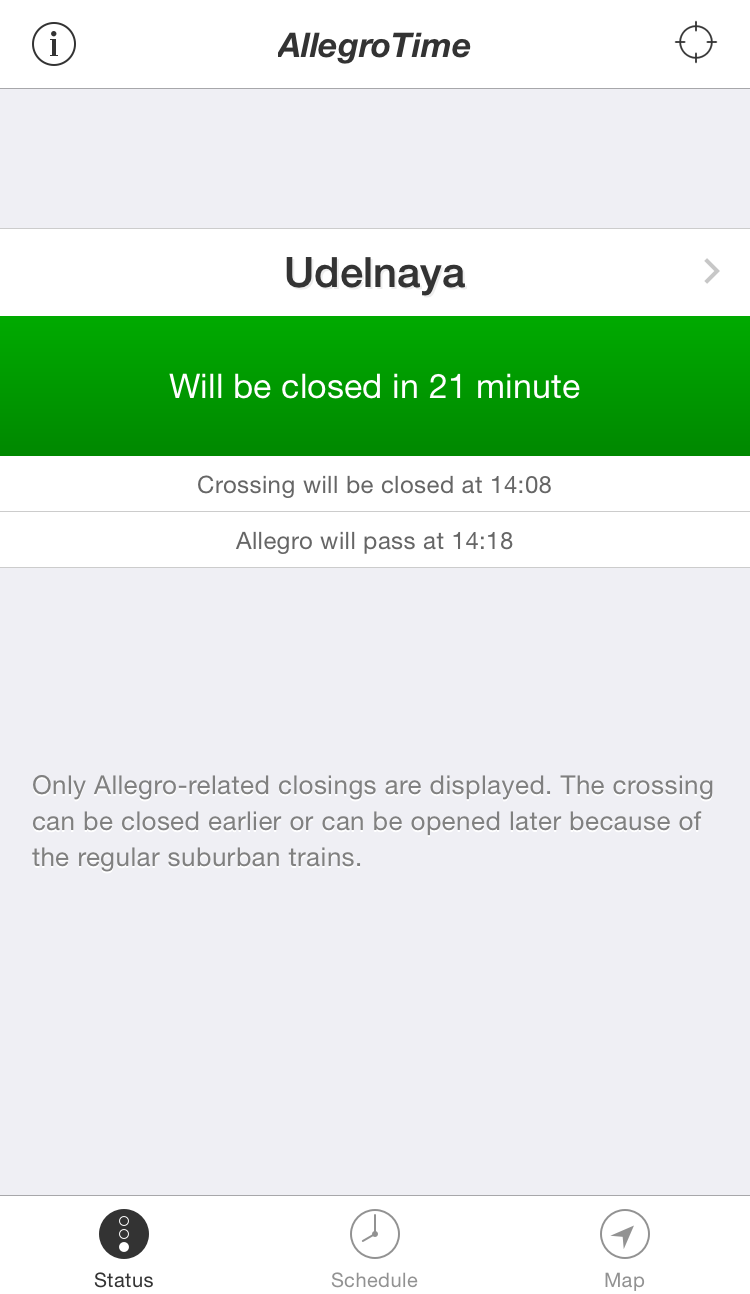 AllegroTime
Udelnaya
Will be closed in 21 minute
Crossing will be closed at 14:08
Allegro will pass at 14:18
Only Allegro-related closings are displayed. The crossing
can be closed earlier or can be opened later because of
the regular suburban trains.
Status
Schedule
Map